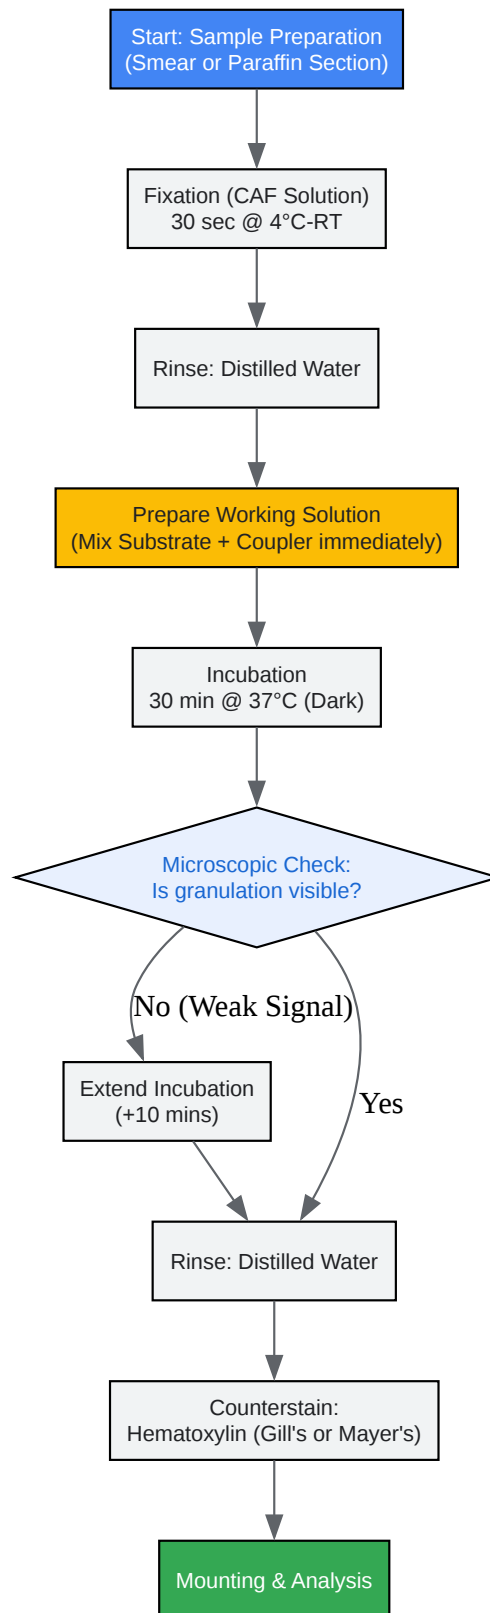 Start: Sample Preparation
(Smear or Paraffin Section)
Fixation (CAF Solution)
30 sec @ 4°C-RT
Rinse: Distilled Water
Prepare Working Solution
(Mix Substrate + Coupler immediately)
Incubation
30 min @ 37°C (Dark)
Microscopic Check:
Is granulation visible?
No (Weak Signal)
Extend Incubation
(+10 mins)
Yes
Rinse: Distilled Water
Counterstain:
Hematoxylin (Gill's or Mayer's)
Mounting & Analysis